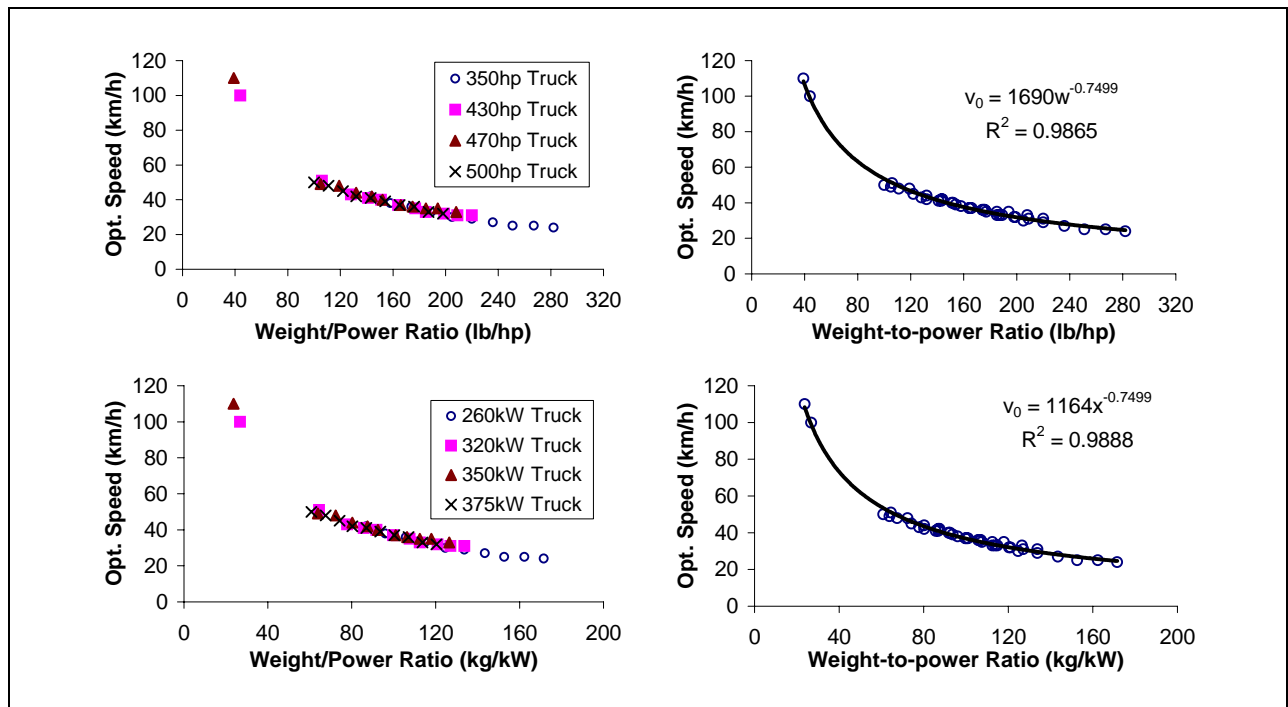 120
100
80
60
40
20
0
Opt. Speed (km/h)
0 40 80 120 160 200 240 280 320
Weight/Power Ratio (lb/hp)
350hp Truck
430hp Truck
470hp Truck
500hp Truck
120
100
80
60
40
20
0
Opt. Speed (km/h)
0 40 80 120 160 200 240 280 320
Weight-to-power Ratio (lb/hp)
v₀ = 1690w⁻⁰·⁷⁴⁹⁹
R² = 0.9865
120
100
80
60
40
20
0
Opt. Speed (km/h)
0 40 80 120 160 200
Weight/Power Ratio (kg/kW)
260kW Truck
320kW Truck
350kW Truck
375kW Truck
120
100
80
60
40
20
0
Opt. Speed (km/h)
0 40 80 120 160 200
Weight-to-power Ratio (kg/kW)
v₀ = 1164x⁻⁰·⁷⁴⁹⁹
R² = 0.9888